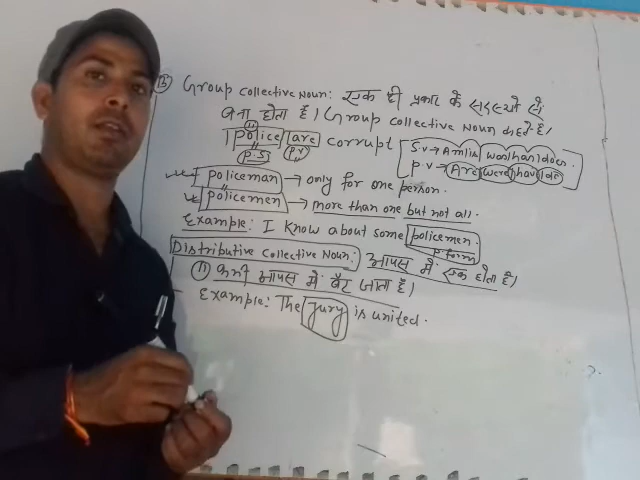 (B) Group collective Noun: एक ही प्रकार के सदस्यों से
बना होता है। Group collective Noun कहते हैं।
police are corrupt
P.S P.V
S.v → Am/is/was/has/does.
P.v → Are/were/have/do
policeman → only for one person.
policemen → more than one but not all.
Example: I know about some policemen.
P. form
Distributive collective Noun: आपस में एक होता है।
(ii) कभी आपस में बँट जाता है।
Example: The Jury is united.